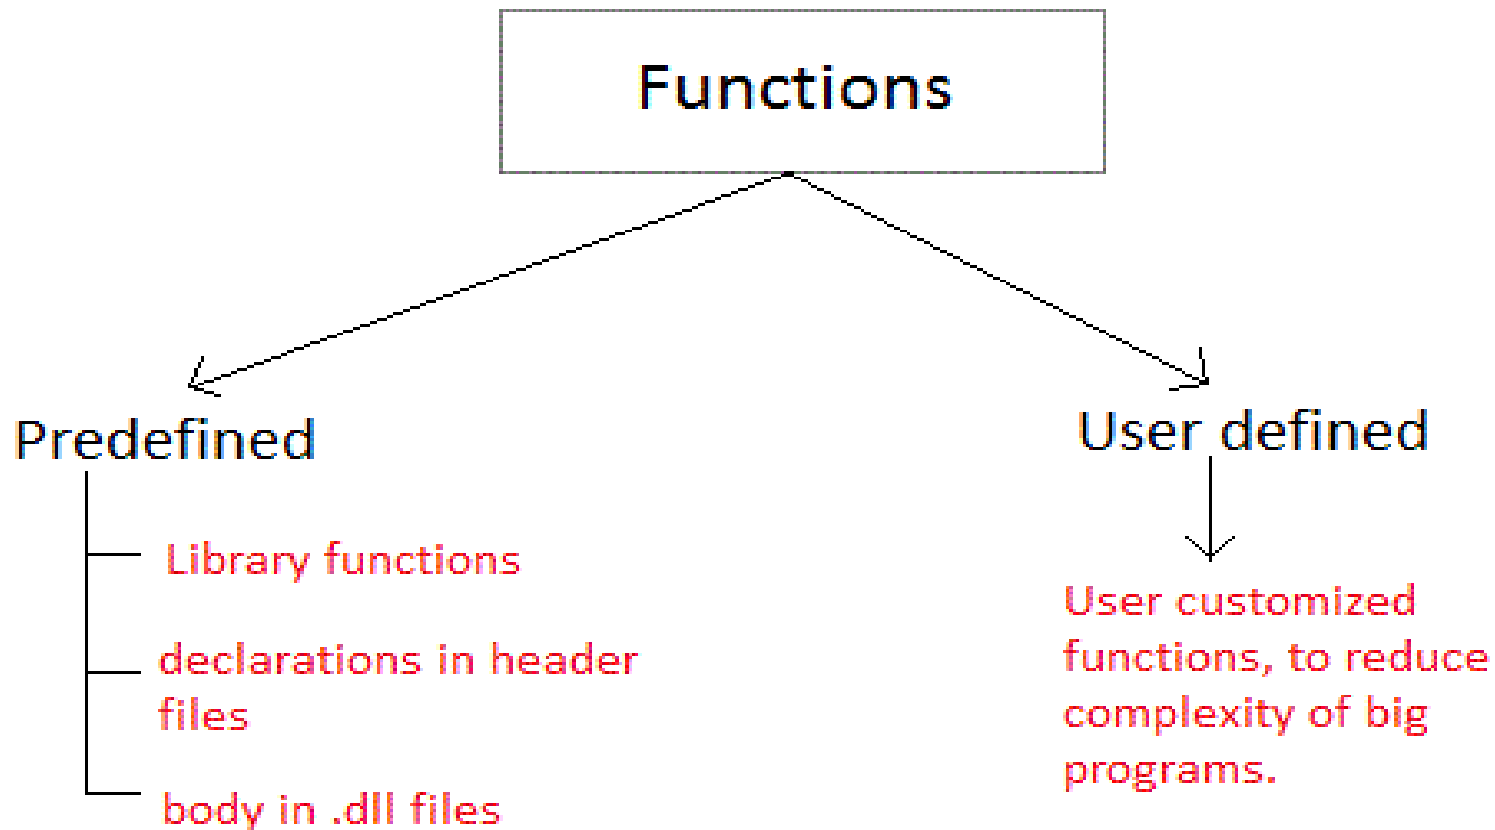 Functions
Predefined
User defined
Library functions
declarations in header
files
body in .dll files
User customized
functions, to reduce
complexity of big
programs.